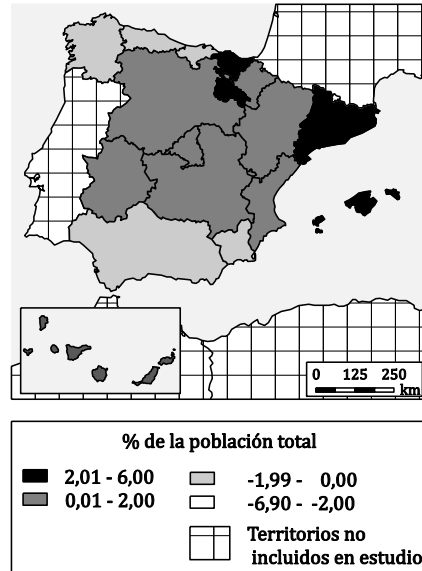 0 125 250
km
% de la población total
2,01 - 6,00
-1,99 - 0,00
0,01 - 2,00
-6,90 - -2,00
Territorios no
incluidos en estudio